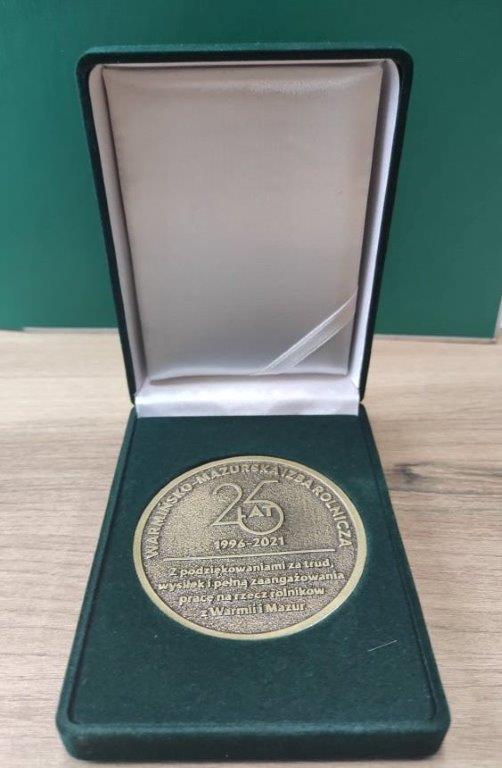 WARMIŃSKO-MAZURSKA IZBA ROLNICZA
26
LAT
1996-2021
Z podziękowaniami za trud,
wysiłek i pełną zaangażowania
pracę na rzecz rolników
z Warmii i Mazur